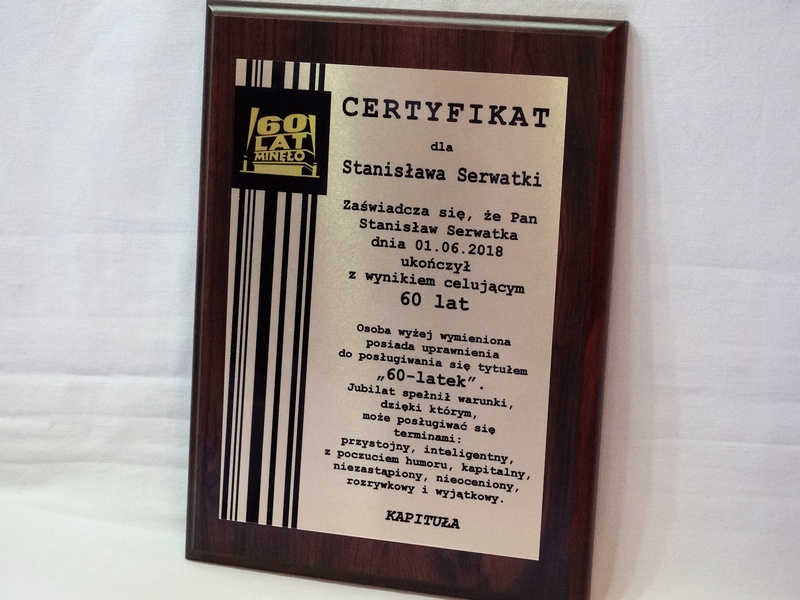 60
LAT
MINĘŁO
CERTYFIKAT
dla
Stanisława Serwatki
Zaświadcza się, że Pan
Stanisław Serwatka
dnia 01.06.2018
ukończył
z wynikiem celującym
60 lat
Osoba wyżej wymieniona
posiada uprawnienia
do posługiwania się tytułem
„60-latek”.
Jubilat spełnił warunki,
dzięki którym,
może posługiwać się
terminami:
przystojny, inteligentny,
z poczuciem humoru, kapitalny,
niezastąpiony, nieoceniony,
rozrywkowy i wyjątkowy.
KAPITUŁA